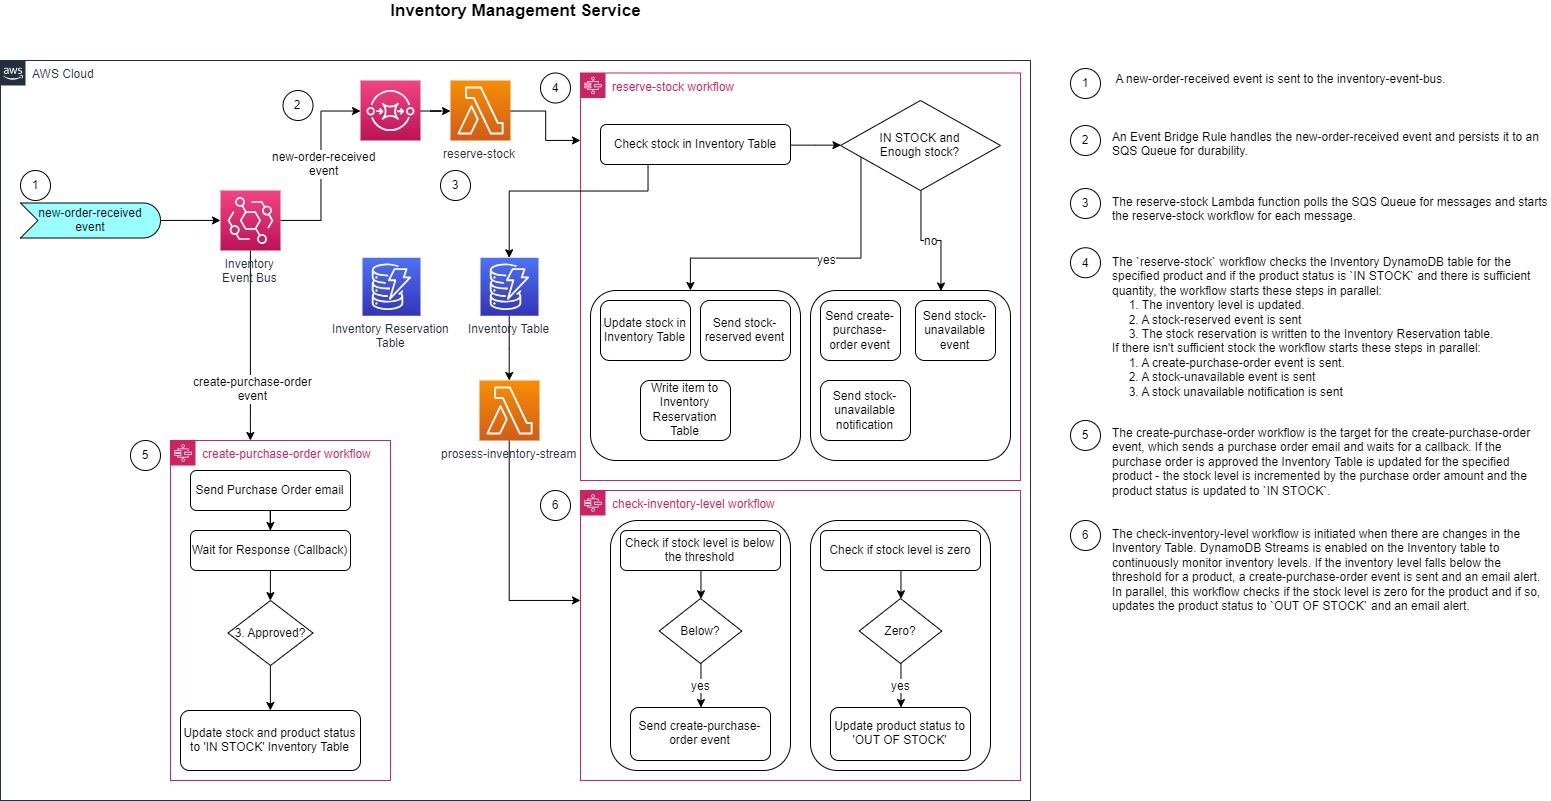 Inventory Management Service
aws
AWS Cloud
1
new-order-received
event
Inventory
Event Bus
2
new-order-received
event
reserve-stock
3
Inventory Reservation
Table
Inventory Table
prosess-inventory-stream
create-purchase-order
event
4
reserve-stock workflow
Check stock in Inventory Table
IN STOCK and
Enough stock?
yes
no
Update stock in
Inventory Table
Send stock-
reserved event
Write item to
Inventory
Reservation
Table
Send create-
purchase-
order event
Send stock-
unavailable
event
Send stock-
unavailable
notification
5
create-purchase-order workflow
Send Purchase Order email
Wait for Response (Callback)
3. Approved?
Update stock and product status
to 'IN STOCK' Inventory Table
6
check-inventory-level workflow
Check if stock level is below
the threshold
Below?
yes
Send create-purchase-
order event
Check if stock level is zero
Zero?
yes
Update product status to
'OUT OF STOCK'
1
A new-order-received event is sent to the inventory-event-bus.
2
An Event Bridge Rule handles the new-order-received event and persists it to an
SQS Queue for durability.
3
The reserve-stock Lambda function polls the SQS Queue for messages and starts
the reserve-stock workflow for each message.
4
The `reserve-stock` workflow checks the Inventory DynamoDB table for the
specified product and if the product status is `IN STOCK` and there is sufficient
quantity, the workflow starts these steps in parallel:
1. The inventory level is updated.
2. A stock-reserved event is sent
3. The stock reservation is written to the Inventory Reservation table.
If there isn't sufficient stock the workflow starts these steps in parallel:
1. A create-purchase-order event is sent.
2. A stock-unavailable event is sent
3. A stock unavailable notification is sent
5
The create-purchase-order workflow is the target for the create-purchase-order
event, which sends a purchase order email and waits for a callback. If the
purchase order is approved the Inventory Table is updated for the specified
product - the stock level is incremented by the purchase order amount and the
product status is updated to `IN STOCK`.
6
The check-inventory-level workflow is initiated when there are changes in the
Inventory Table. DynamoDB Streams is enabled on the Inventory table to
continuously monitor inventory levels. If the inventory level falls below the
threshold for a product, a create-purchase-order event is sent and an email alert.
In parallel, this workflow checks if the stock level is zero for the product and if so,
updates the product status to `OUT OF STOCK` and an email alert.